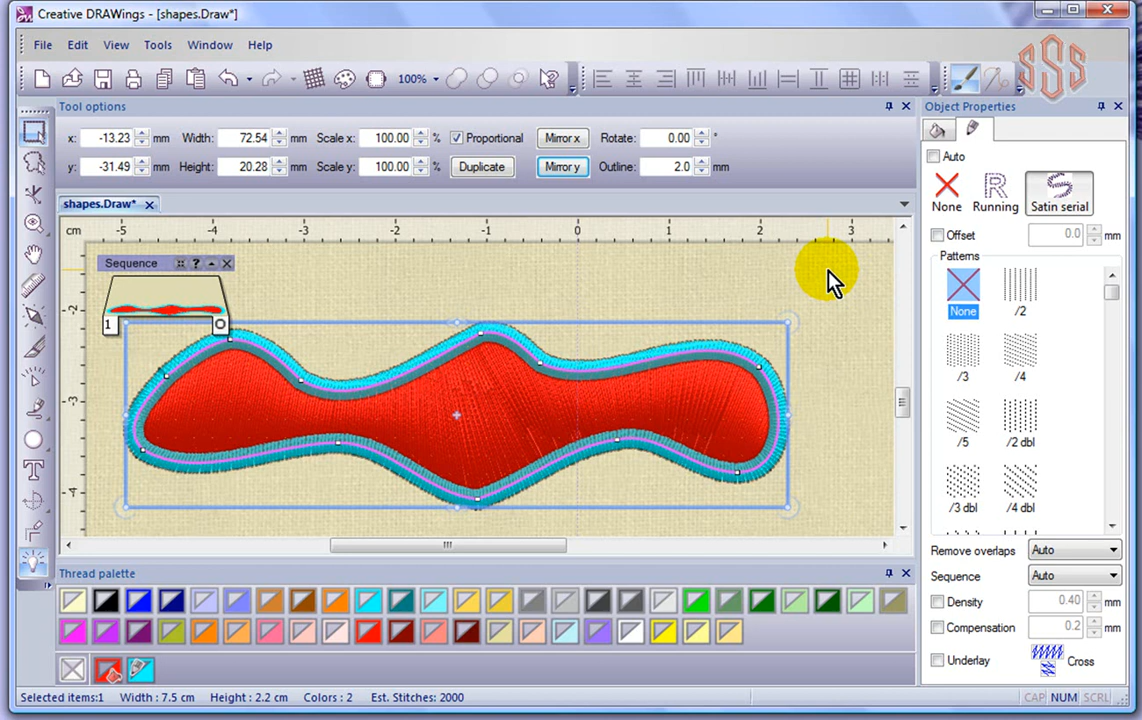 Creative DRAWings - [shapes.Draw*]
SSS
File Edit View Tools Window Help
100%
Tool options
Object Properties
x: -13.23 mm Width: 72.54 mm Scale x: 100.00 % Proportional Mirror x Rotate: 0.00 °
y: -31.49 mm Height: 20.28 mm Scale y: 100.00 % Duplicate Mirror y Outline: 2.0 mm
Auto
None Running Satin serial
shapes.Draw*
cm -5 -4 -3 -2 -1 0 1 2 3
Offset 0.0 mm
Patterns
Sequence ?
1
-2
-3
-4
None /2
/3 /4
/5 /2 dbl
/3 dbl /4 dbl
Remove overlaps Auto
Sequence Auto
Density 0.40 mm
Compensation 0.2 mm
Underlay Cross
Thread palette
Selected items:1 Width : 7.5 cm Height : 2.2 cm Colors : 2 Est. Stitches: 2000
CAP NUM SCRL